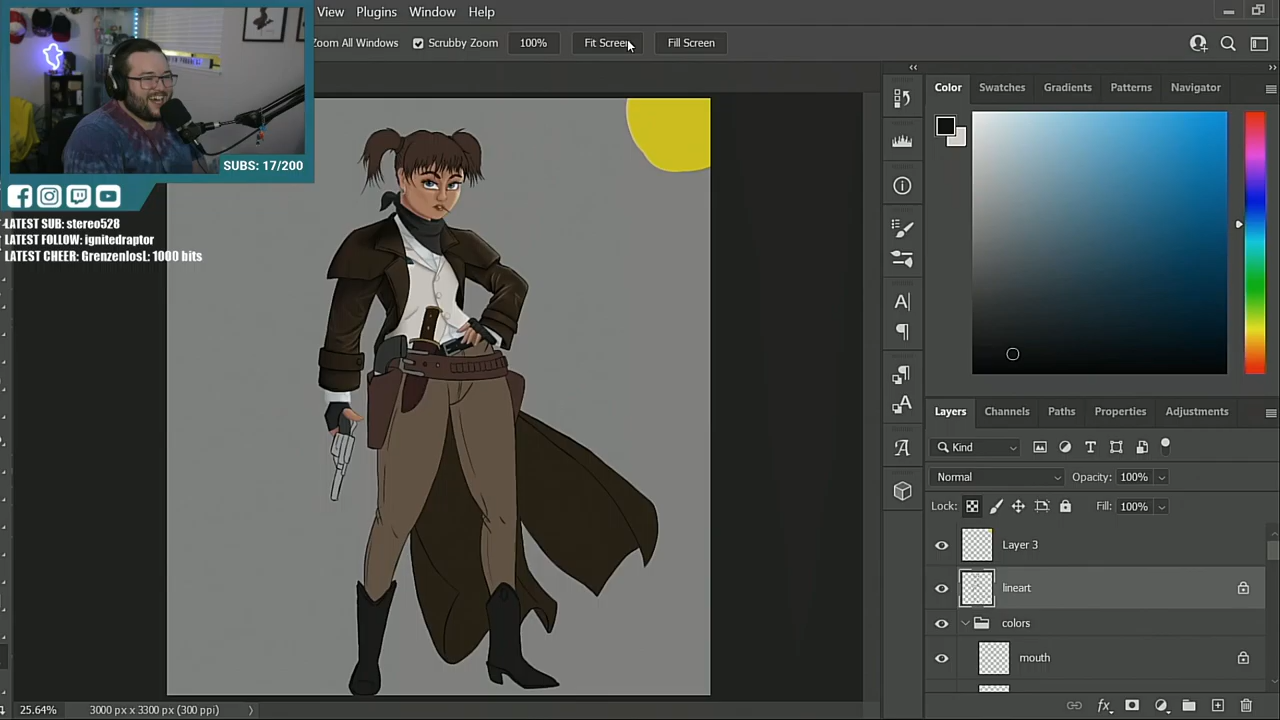 View Plugins Window Help
Zoom All Windows Scrubby Zoom 100% Fit Screen Fill Screen
SUBS: 17/200
LATEST SUB: stereo528
LATEST FOLLOW: ignitedraptor
LATEST CHEER: GrenzenlosL: 1000 bits
Color Swatches Gradients Patterns Navigator
Layers Channels Paths Properties Adjustments
Kind
Normal Opacity: 100%
Lock: Fill: 100%
Layer 3
lineart
colors
mouth
25.64% 3000 px x 3300 px (300 ppi)